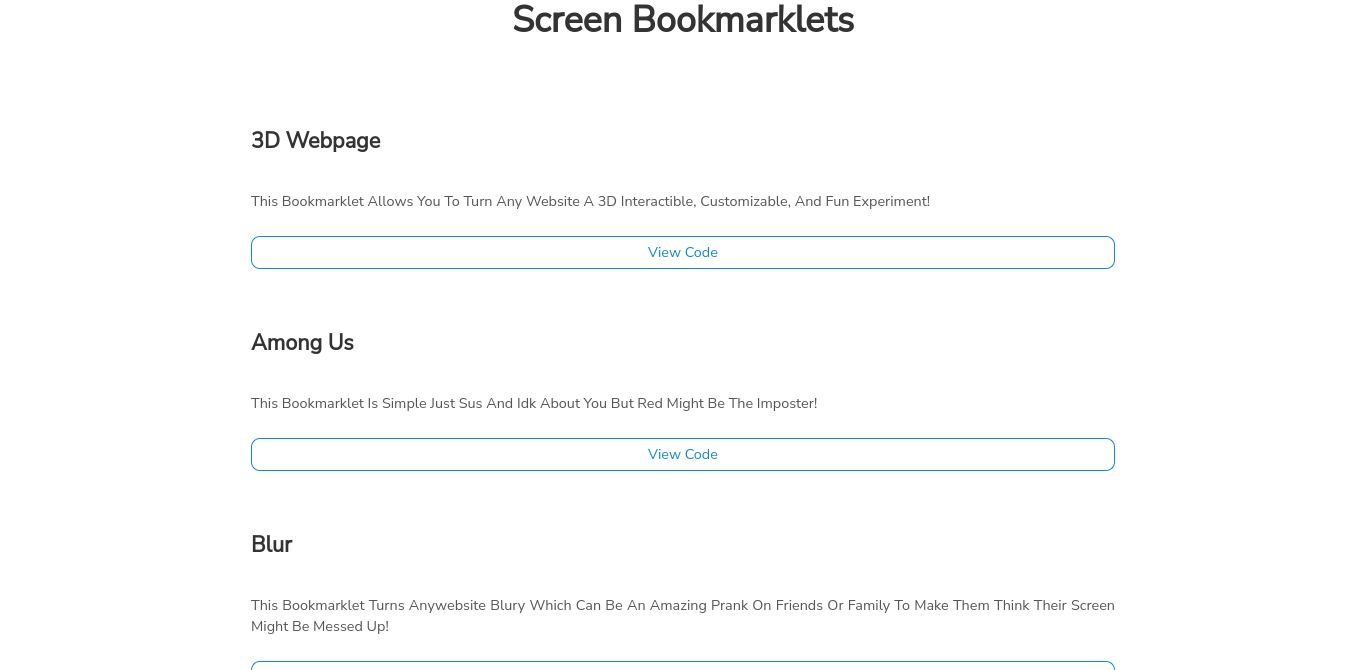 Screen Bookmarklets
3D Webpage
This Bookmarklet Allows You To Turn Any Website A 3D Interactible, Customizable, And Fun Experiment!
View Code
Among Us
This Bookmarklet Is Simple Just Sus And Idk About You But Red Might Be The Imposter!
View Code
Blur
This Bookmarklet Turns Anywebsite Blury Which Can Be An Amazing Prank On Friends Or Family To Make Them Think Their Screen
Might Be Messed Up!